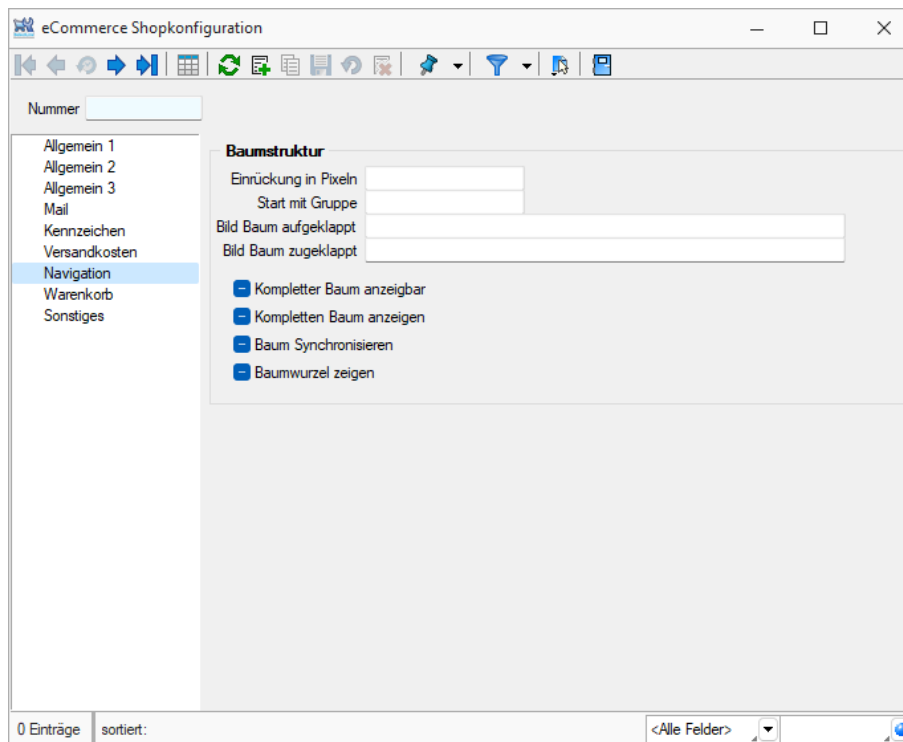 eCommerce Shopkonfiguration
Nummer
Allgemein 1
Allgemein 2
Allgemein 3
Mail
Kennzeichen
Versandkosten
Navigation
Warenkorb
Sonstiges
Baumstruktur
Einrückung in Pixeln
Start mit Gruppe
Bild Baum aufgeklappt
Bild Baum zugeklappt
Kompletter Baum anzeigbar
Kompletten Baum anzeigen
Baum Synchronisieren
Baumwurzel zeigen
0 Einträge sortiert: <Alle Felder>